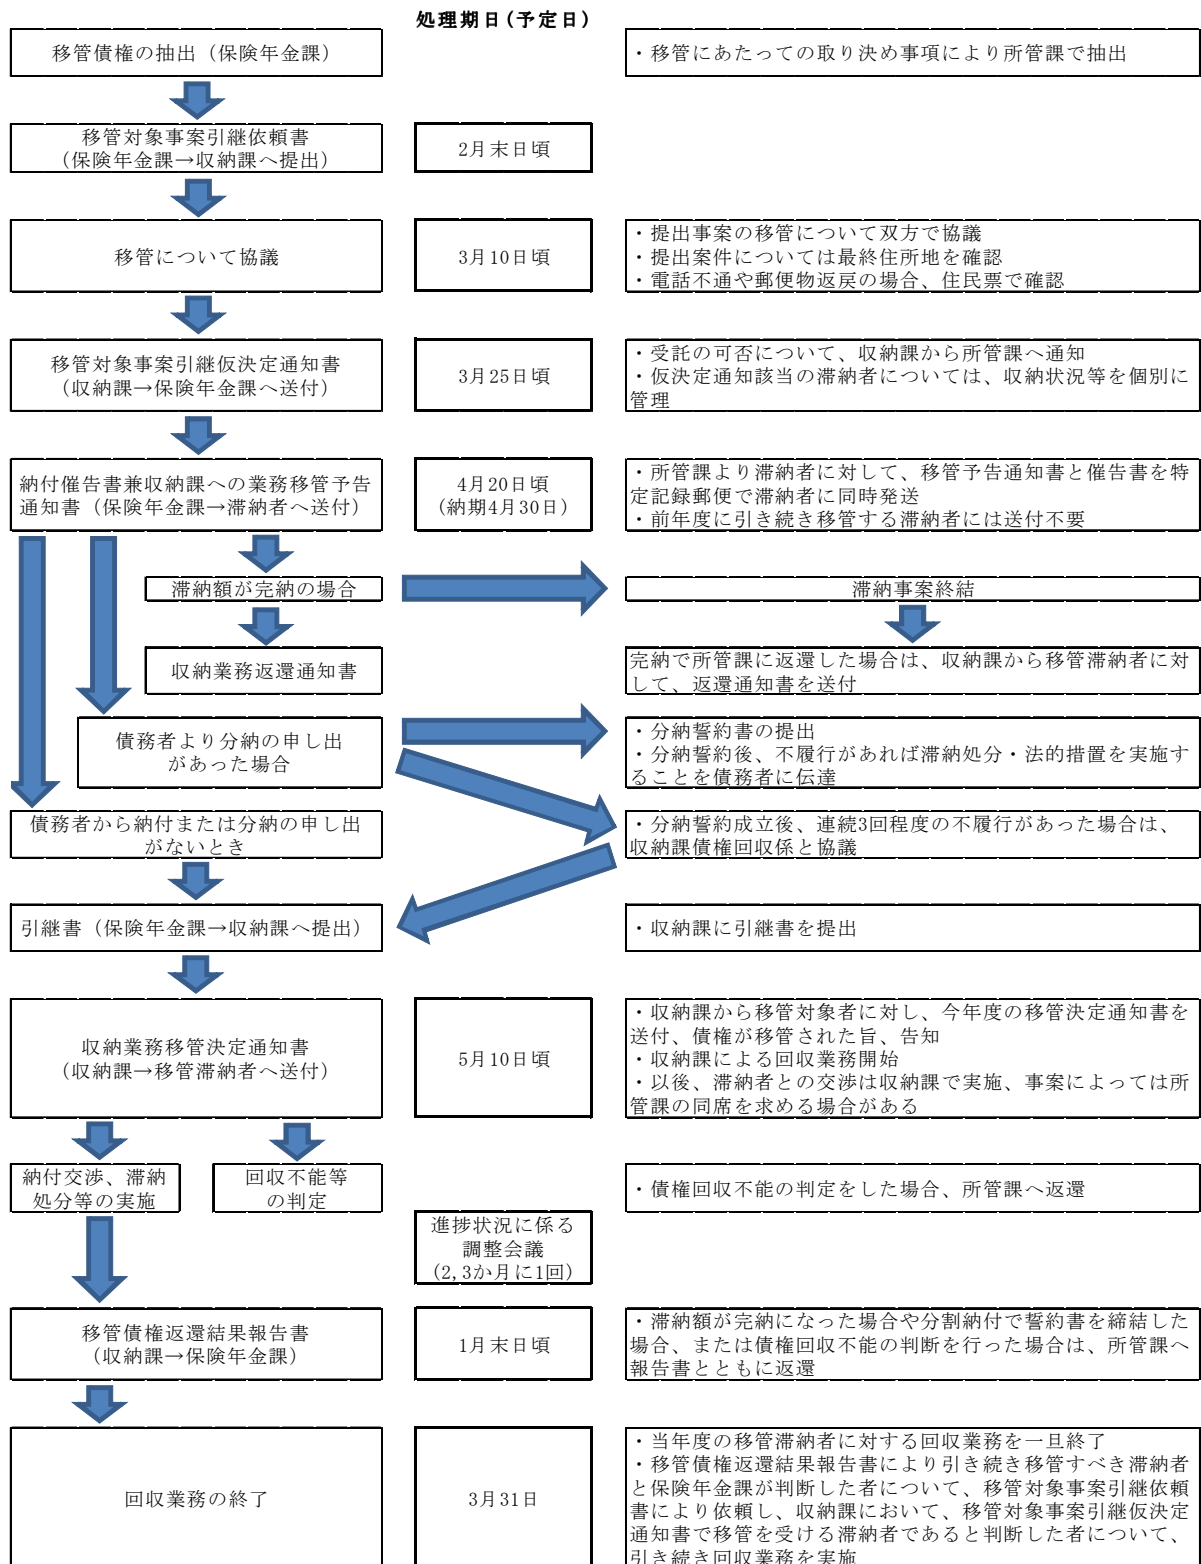 処理期日(予定日)
移管債権の抽出（保険年金課）
・移管にあたっての取り決め事項により所管課で抽出
移管対象事案引継依頼書
（保険年金課→収納課へ提出）
2月末日頃
移管について協議
3月10日頃
・提出事案の移管について双方で協議
・提出案件については最終住所地を確認
・電話不通や郵便物返戻の場合、住民票で確認
移管対象事案引継仮決定通知書
（収納課→保険年金課へ送付）
3月25日頃
・受託の可否について、収納課から所管課へ通知
・仮決定通知該当の滞納者については、収納状況等を個別に
管理
納付催告書兼収納課への業務移管予告
通知書（保険年金課→滞納者へ送付）
4月20日頃
(納期4月30日)
・所管課より滞納者に対して、移管予告通知書と催告書を特
定記録郵便で滞納者に同時発送
・前年度に引き続き移管する滞納者には送付不要
滞納額が完納の場合
滞納事案終結
収納業務返還通知書
完納で所管課に返還した場合は、収納課から移管滞納者に対
して、返還通知書を送付
債務者より分納の申し出
があった場合
・分納誓約書の提出
・分納誓約後、不履行があれば滞納処分・法的措置を実施す
ることを債務者に伝達
債務者から納付または分納の申し出
がないとき
・分納誓約成立後、連続3回程度の不履行があった場合は、
収納課債権回収係と協議
引継書（保険年金課→収納課へ提出）
・収納課に引継書を提出
収納業務移管決定通知書
（収納課→移管滞納者へ送付）
5月10日頃
・収納課から移管対象者に対し、今年度の移管決定通知書を
送付、債権が移管された旨、告知
・収納課による回収業務開始
・以後、滞納者との交渉は収納課で実施、事案によっては所
管課の同席を求める場合がある
納付交渉、滞納
処分等の実施
回収不能等
の判定
・債権回収不能の判定をした場合、所管課へ返還
進捗状況に係る
調整会議
(2,3か月に1回)
移管債権返還結果報告書
（収納課→保険年金課）
1月末日頃
・滞納額が完納になった場合や分割納付で誓約書を締結した
場合、または債権回収不能の判断を行った場合は、所管課へ
報告書とともに返還
回収業務の終了
3月31日
・当年度の移管滞納者に対する回収業務を一旦終了
・移管債権返還結果報告書により引き続き移管すべき滞納者
と保険年金課が判断した者について、移管対象事案引継依頼
書により依頼し、収納課において、移管対象事案引継仮決定
通知書で移管を受ける滞納者であると判断した者について、
引き続き回収業務を実施